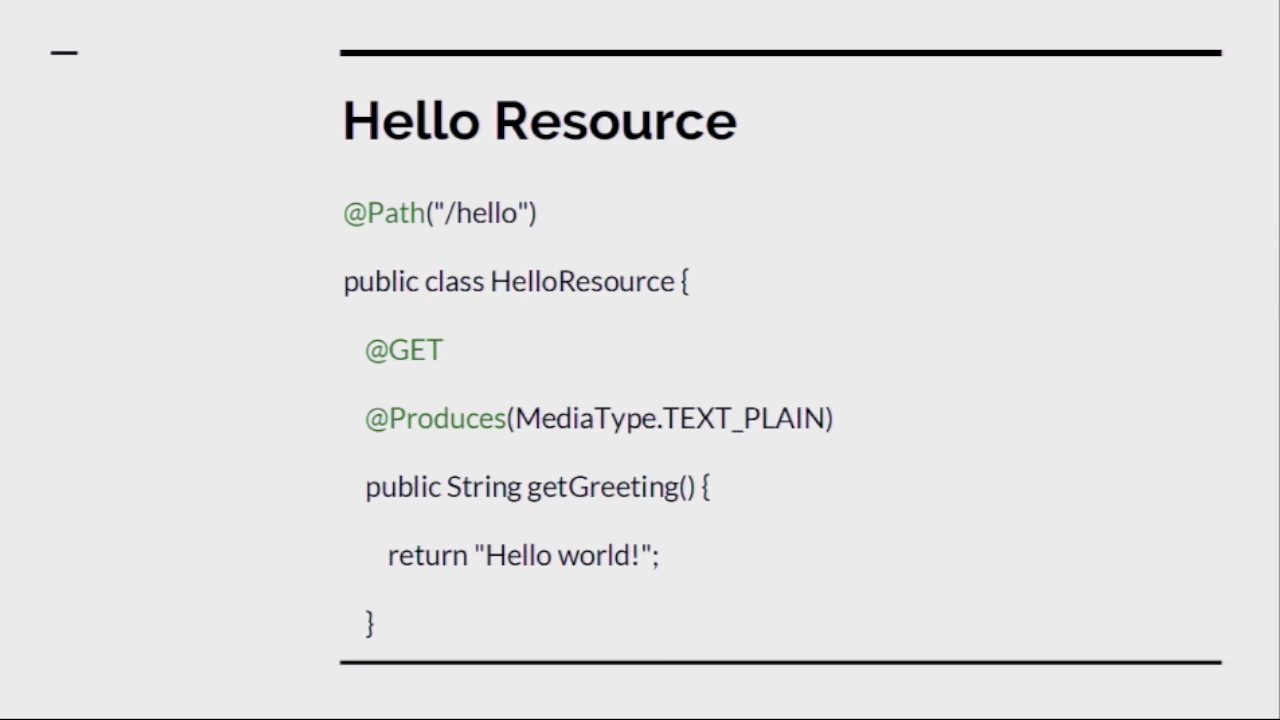 Hello Resource
@Path("/hello")
public class HelloResource {
@GET
@Produces(MediaType.TEXT_PLAIN)
public String getGreeting() {
return "Hello world!";
}